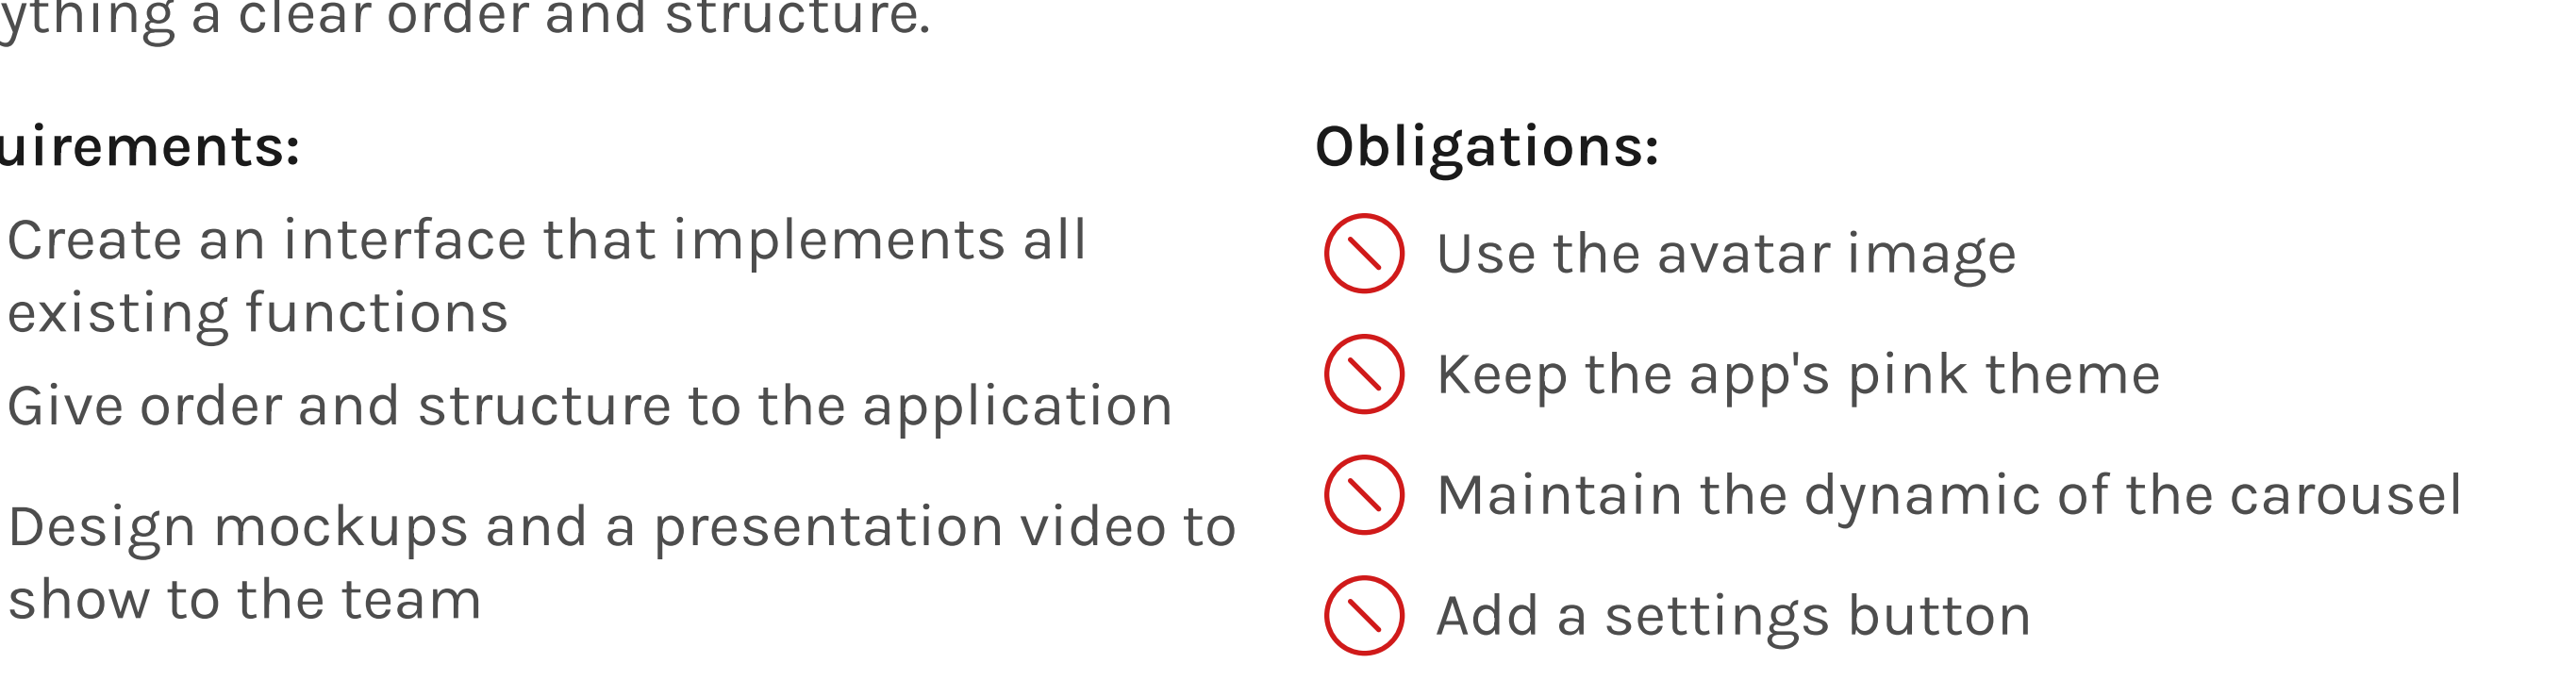 ything a clear order and structure.
uirements:
Create an interface that implements all
existing functions
Give order and structure to the application
Design mockups and a presentation video to
show to the team
Obligations:
Use the avatar image
Keep the app's pink theme
Maintain the dynamic of the carousel
Add a settings button